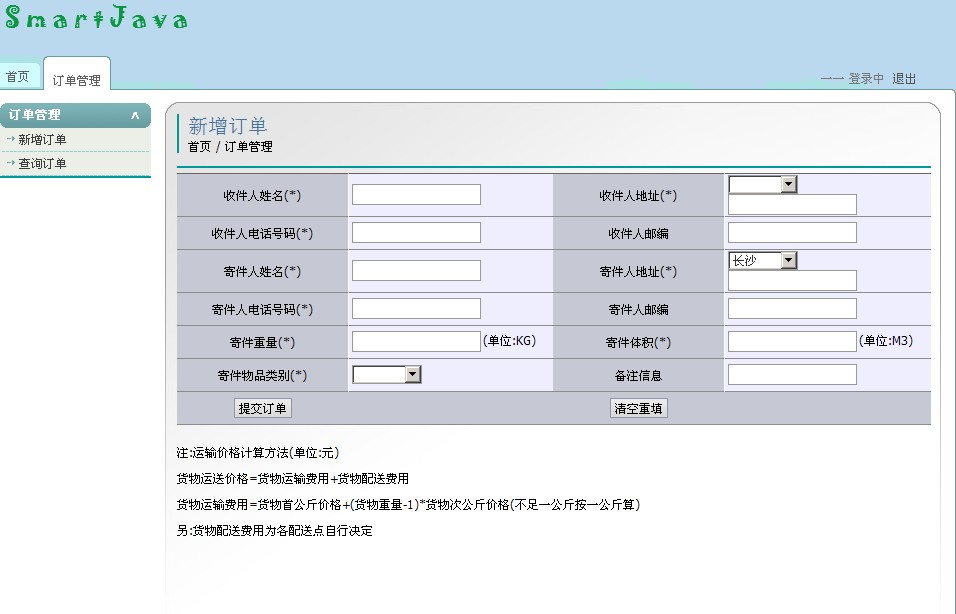 SmartJava
首页
订单管理
一一 登录中 退出
订单管理
新增订单
查询订单
新增订单
首页 / 订单管理
收件人姓名(*)
收件人地址(*)
收件人电话号码(*)
收件人邮编
寄件人姓名(*)
寄件人地址(*)
长沙
寄件人电话号码(*)
寄件人邮编
寄件重量(*)
(单位:KG)
寄件体积(*)
(单位:M3)
寄件物品类别(*)
备注信息
提交订单
清空重填
注:运输价格计算方法(单位:元)
货物运送价格=货物运输费用+货物配送费用
货物运输费用=货物首公斤价格+(货物重量-1)*货物次公斤价格(不足一公斤按一公斤算)
另:货物配送费用为各配送点自行决定